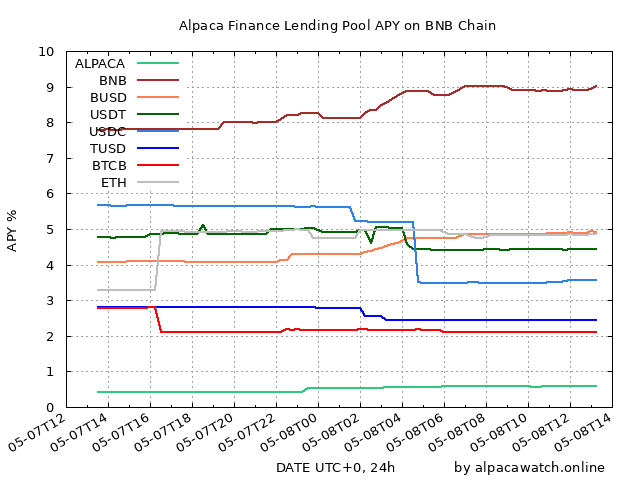 Alpaca Finance Lending Pool APY on BNB Chain
10
9
8
7
6
5
4
3
2
1
0
APY %
ALPACA
BNB
BUSD
USDT
USDC
TUSD
BTCB
ETH
05-07T12
05-07T14
05-07T16
05-07T18
05-07T20
05-07T22
05-08T00
05-08T02
05-08T04
05-08T06
05-08T08
05-08T10
05-08T12
05-08T14
DATE UTC+0, 24h
by alpacawatch.online